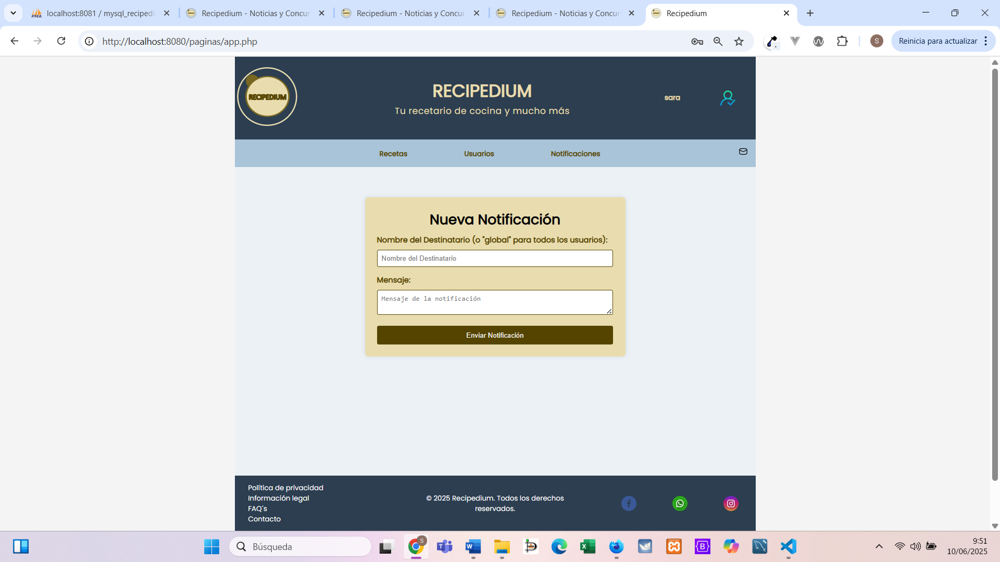 localhost:8081 / mysql_recipedi
Recipedium - Noticias y Concur
Recipedium - Noticias y Concur
Recipedium - Noticias y Concur
Recipedium
http://localhost:8080/paginas/app.php
S
Reinicia para actualizar
RECIPEDIUM
RECIPEDIUM
Tu recetario de cocina y mucho más
sara
Recetas
Usuarios
Notificaciones
Nueva Notificación
Nombre del Destinatario (o "global" para todos los usuarios):
Nombre del Destinatario
Mensaje:
Mensaje de la notificación
Enviar Notificación
Política de privacidad
Información legal
FAQ´s
Contacto
© 2025 Recipedium. Todos los derechos
reservados.
Búsqueda
9:51
10/06/2025